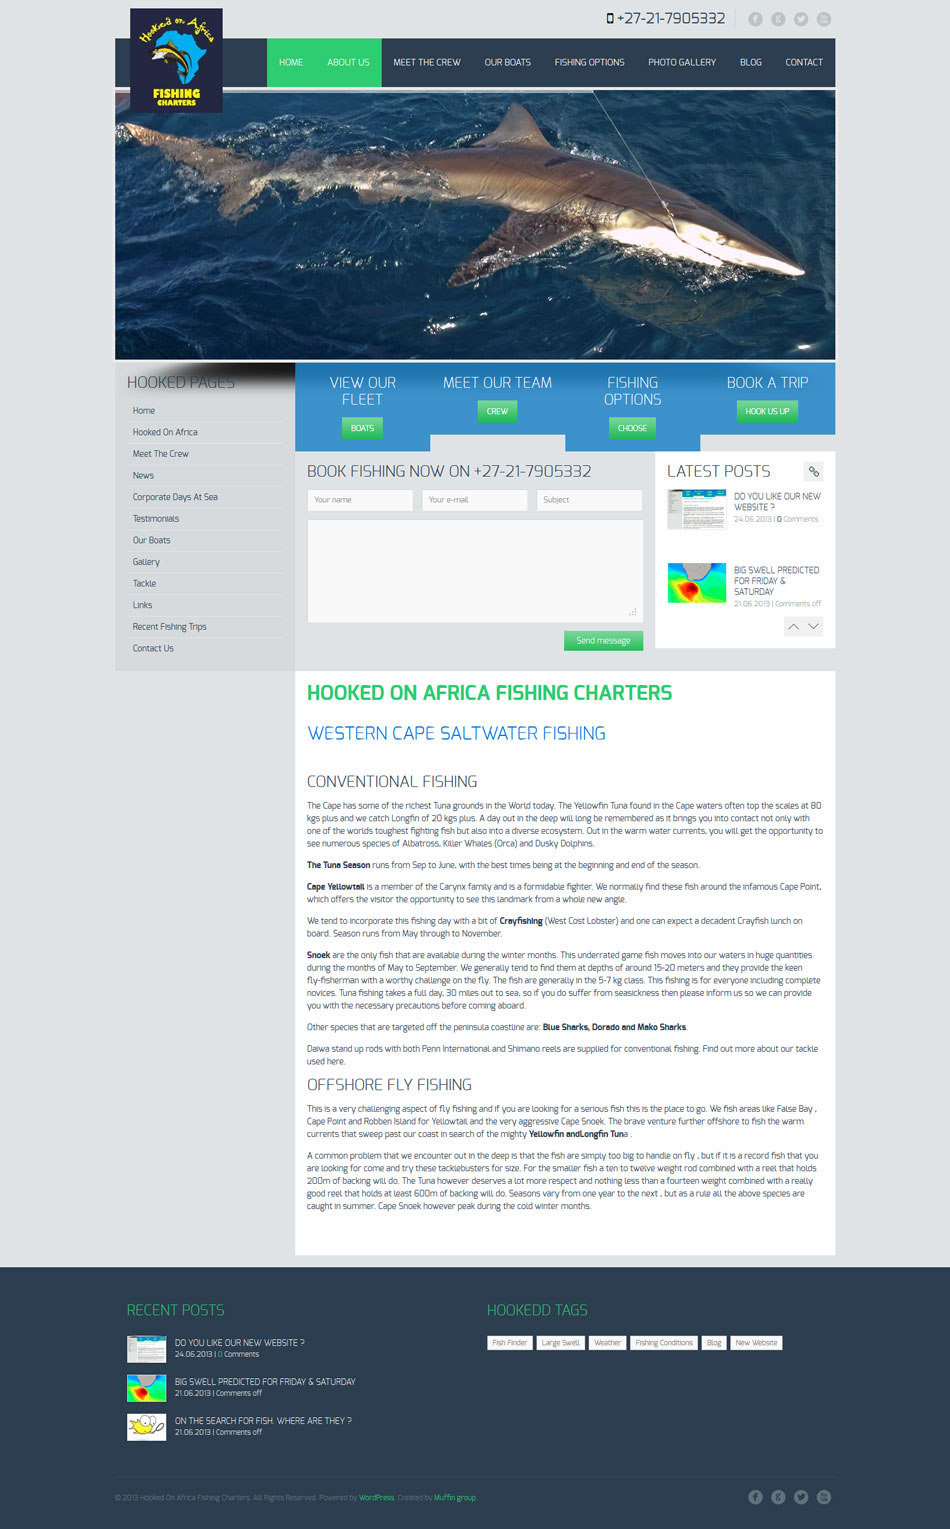 +27-21-7905332
Hooked on Africa
FISHING
CHARTERS
HOME
ABOUT US
MEET THE CREW
OUR BOATS
FISHING OPTIONS
PHOTO GALLERY
BLOG
CONTACT
HOOKED PAGES
Home
Hooked On Africa
Meet The Crew
News
Corporate Days At Sea
Testimonials
Our Boats
Gallery
Tackle
Links
Recent Fishing Trips
Contact Us
VIEW OUR
FLEET
BOATS
MEET OUR TEAM
CREW
FISHING
OPTIONS
CHOOSE
BOOK A TRIP
HOOK US UP
BOOK FISHING NOW ON +27-21-7905332
Your name
Your e-mail
Subject
Send message
LATEST POSTS
DO YOU LIKE OUR NEW
WEBSITE ?
24.06.2013 | 0 Comments
BIG SWELL PREDICTED
FOR FRIDAY &
SATURDAY
21.06.2013 | Comments off
HOOKED ON AFRICA FISHING CHARTERS
WESTERN CAPE SALTWATER FISHING
CONVENTIONAL FISHING
The Cape has some of the richest Tuna grounds in the World today. The Yellowfin Tuna found in the Cape waters often top the scales at 80
kgs plus and we catch Longfin of 20 kgs plus. A day out in the deep will long be remembered as it brings you into contact not only with
one of the worlds toughest fighting fish but also into a diverse ecosystem. Out in the warm water currents, you will get the opportunity to
see numerous species of Albatross, Killer Whales (Orca) and Dusky Dolphins.
The Tuna Season runs from Sep to June, with the best times being at the beginning and end of the season.
Cape Yellowtail is a member of the Carynx family and is a formidable fighter. We normally find these fish around the infamous Cape Point,
which offers the visitor the opportunity to see this landmark from a whole new angle.
We tend to incorporate this fishing day with a bit of Crayfishing (West Cost Lobster) and one can expect a decadent Crayfish lunch on
board. Season runs from May through to November.
Snoek are the only fish that are available during the winter months. This underrated game fish moves into our waters in huge quantities
during the months of May to September. We generally tend to find them at depths of around 15-20 meters and they provide the keen
fly-fisherman with a worthy challenge on the fly. The fish are generally in the 5-7 kg class. This fishing is for everyone including complete
novices. Tuna fishing takes a full day, 30 miles out to sea, so if you do suffer from seasickness then please inform us so we can provide
you with the necessary precautions before coming aboard.
Other species that are targeted off the peninsula coastline are: Blue Sharks, Dorado and Mako Sharks.
Daiwa stand up rods with both Penn International and Shimano reels are supplied for conventional fishing. Find out more about our tackle
used here.
OFFSHORE FLY FISHING
This is a very challenging aspect of fly fishing and if you are looking for a serious fish this is the place to go. We fish areas like False Bay ,
Cape Point and Robben Island for Yellowtail and the very aggressive Cape Snoek. The brave venture further offshore to fish the warm
currents that sweep past our coast in search of the mighty Yellowfin andLongfin Tuna .
A common problem that we encounter out in the deep is that the fish are simply too big to handle on fly , but if it is a record fish that you
are looking for come and try these tacklebusters for size. For the smaller fish a ten to twelve weight rod combined with a reel that holds
200m of backing will do. The Tuna however deserves a lot more respect and nothing less than a fourteen weight combined with a really
good reel that holds at least 600m of backing will do. Seasons vary from one year to the next , but as a rule all the above species are
caught in summer. Cape Snoek however peak during the cold winter months.
RECENT POSTS
DO YOU LIKE OUR NEW WEBSITE ?
24.06.2013 | 0 Comments
BIG SWELL PREDICTED FOR FRIDAY & SATURDAY
21.06.2013 | Comments off
ON THE SEARCH FOR FISH. WHERE ARE THEY ?
21.06.2013 | Comments off
HOOKEDD TAGS
Fish Finder
Large Swell
Weather
Fishing Conditions
Blog
New Website
© 2013 Hooked On Africa Fishing Charters. All Rights Reserved. Powered by WordPress. Created by Muffin group